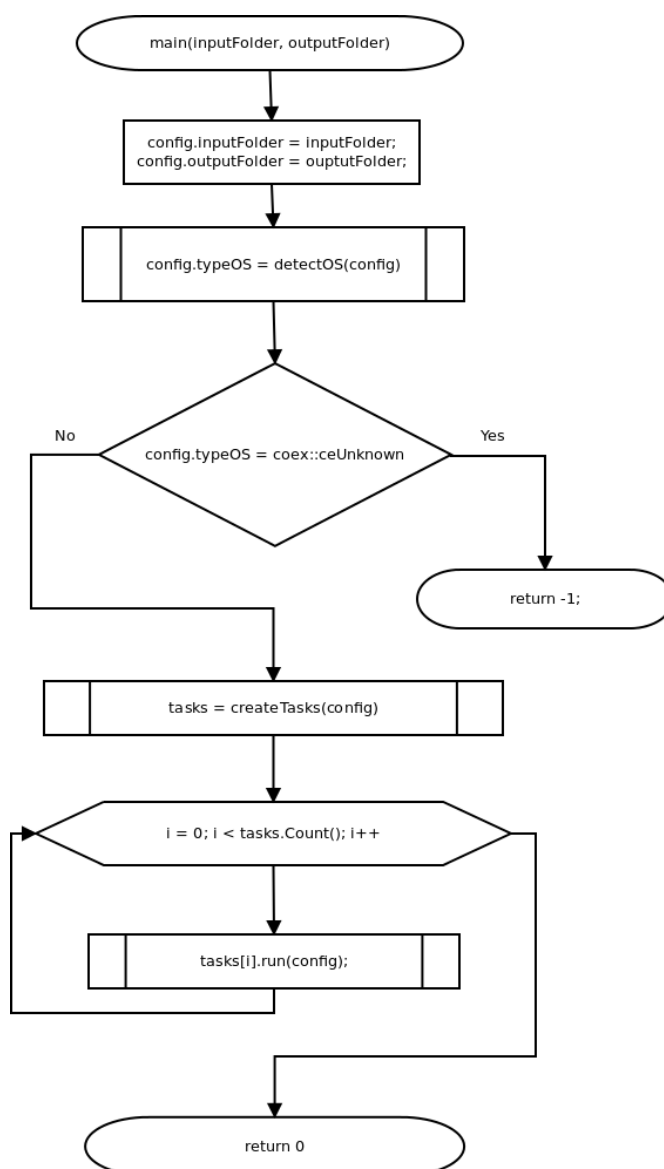 main(inputFolder, outputFolder)
config.inputFolder = inputFolder;
config.outputFolder = ouptutFolder;
config.typeOS = detectOS(config)
config.typeOS = coex::ceUnknown
No
Yes
return -1;
tasks = createTasks(config)
i = 0; i < tasks.Count(); i++
tasks[i].run(config);
return 0